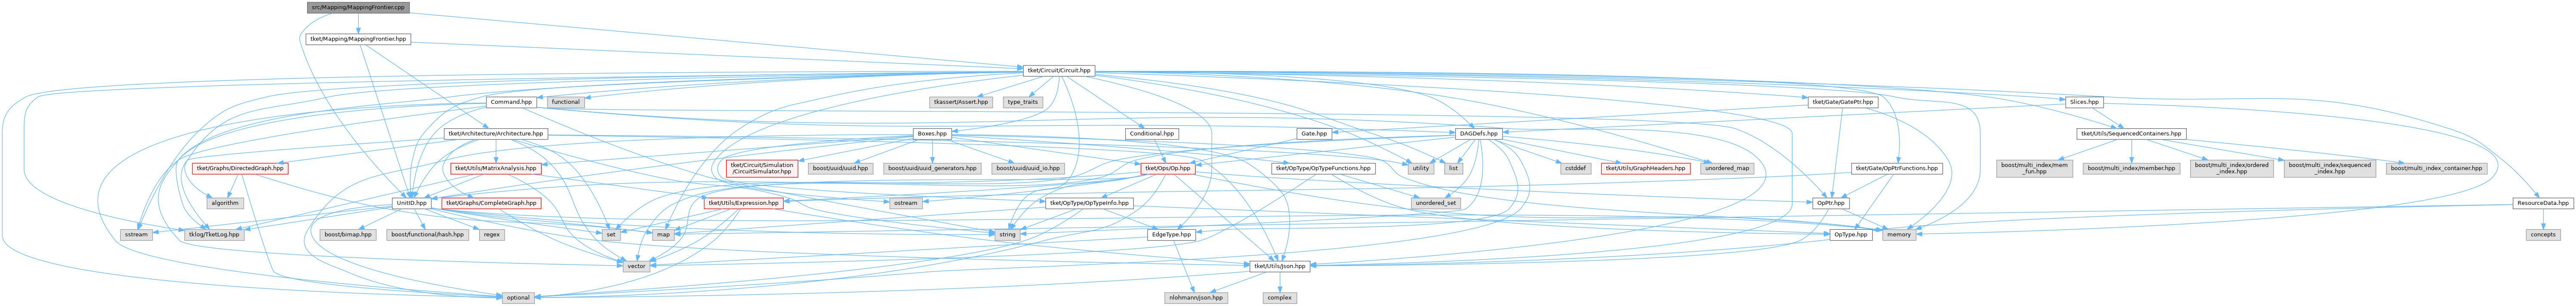 src/Mapping/MappingFrontier.cpp
tket/Mapping/MappingFrontier.hpp
tket/Circuit/Circuit.hpp
Command.hpp
functional
tkassert/Assert.hpp
type_traits
tket/Gate/GatePtr.hpp
Slices.hpp
tket/Architecture/Architecture.hpp
Boxes.hpp
Conditional.hpp
Gate.hpp
DAGDefs.hpp
tket/Utils/SequencedContainers.hpp
tket/Graphs/DirectedGraph.hpp
tket/Utils/MatrixAnalysis.hpp
tket/Circuit/Simulation
/CircuitSimulator.hpp
boost/uuid/uuid.hpp
boost/uuid/uuid_generators.hpp
boost/uuid/uuid_io.hpp
tket/Ops/Op.hpp
tket/OpType/OpTypeFunctions.hpp
utility
list
cstddef
tket/Utils/GraphHeaders.hpp
unordered_map
tket/Gate/OpPtrFunctions.hpp
boost/multi_index/mem
_fun.hpp
boost/multi_index/member.hpp
boost/multi_index/ordered
_index.hpp
boost/multi_index/sequenced
_index.hpp
boost/multi_index_container.hpp
algorithm
UnitID.hpp
tket/Graphs/CompleteGraph.hpp
tket/Utils/Expression.hpp
ostream
tket/OpType/OpTypeInfo.hpp
unordered_set
OpPtr.hpp
ResourceData.hpp
sstream
tklog/TketLog.hpp
boost/bimap.hpp
boost/functional/hash.hpp
regex
set
map
string
EdgeType.hpp
OpType.hpp
memory
concepts
vector
tket/Utils/Json.hpp
optional
nlohmann/json.hpp
complex